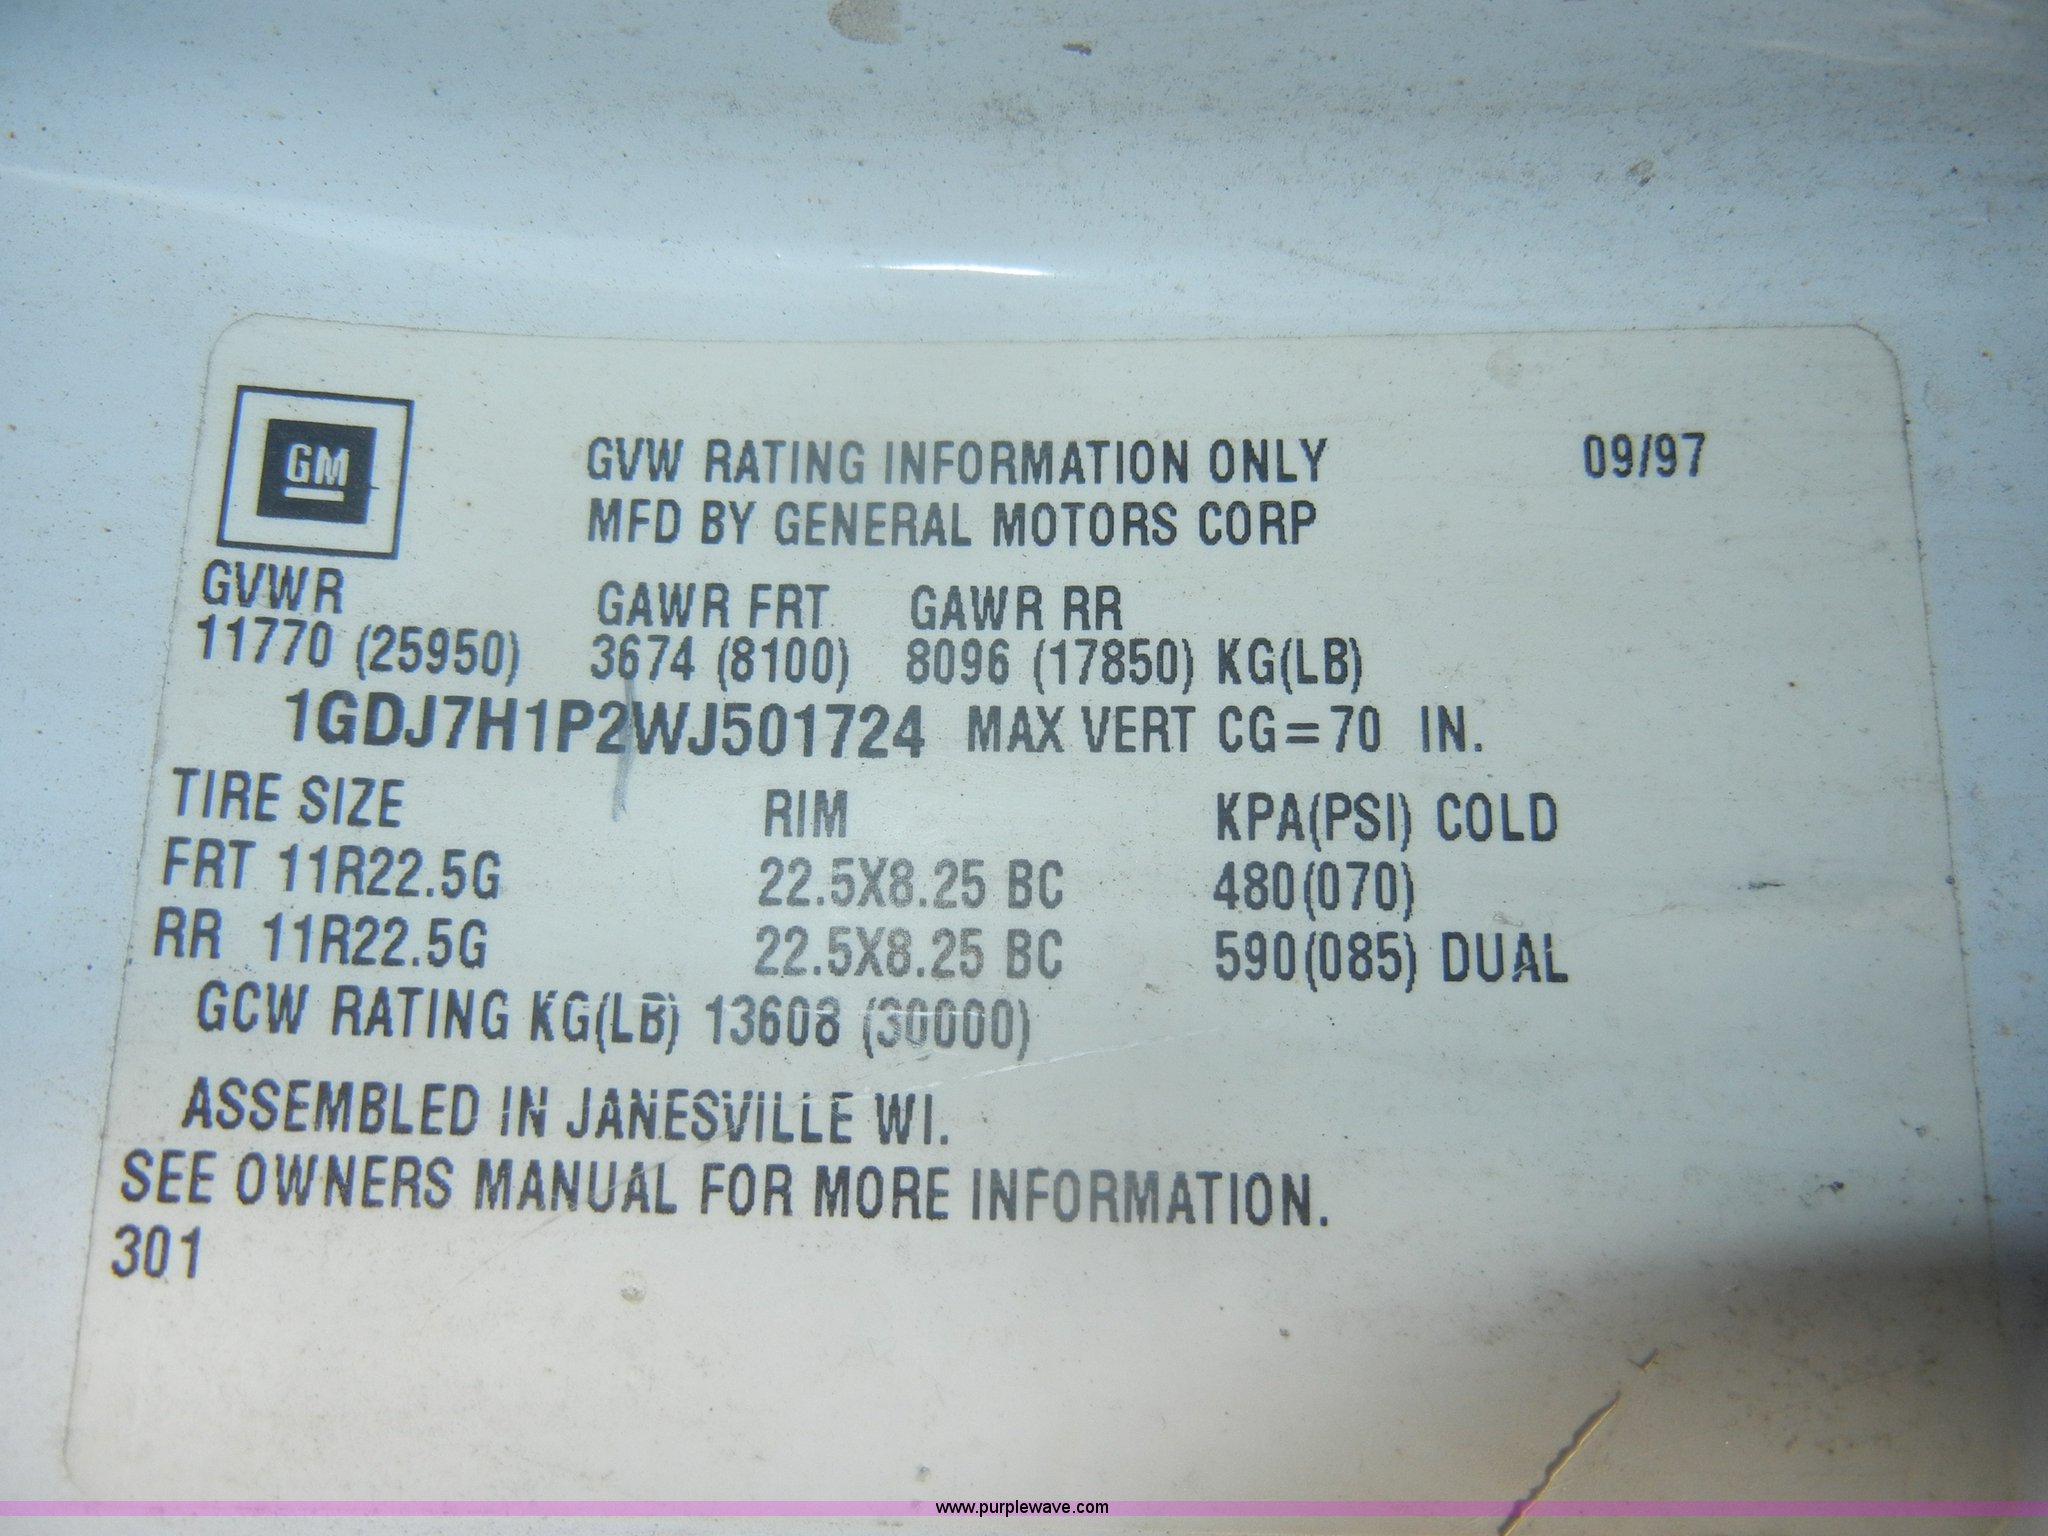 GM
GVW RATING INFORMATION ONLY 09/97
MFD BY GENERAL MOTORS CORP
GVWR GAWR FRT GAWR RR
11770 (25950) 3674 (8100) 8096 (17850) KG(LB)
1GDJ7H1P2WJ501724 MAX VERT CG=70 IN.
TIRE SIZE RIM KPA(PSI) COLD
FRT 11R22.5G 22.5X8.25 BC 480(070)
RR 11R22.5G 22.5X8.25 BC 590(085) DUAL
GCW RATING KG(LB) 13608 (30000)
ASSEMBLED IN JANESVILLE WI.
SEE OWNERS MANUAL FOR MORE INFORMATION.
301
www.purplewave.com